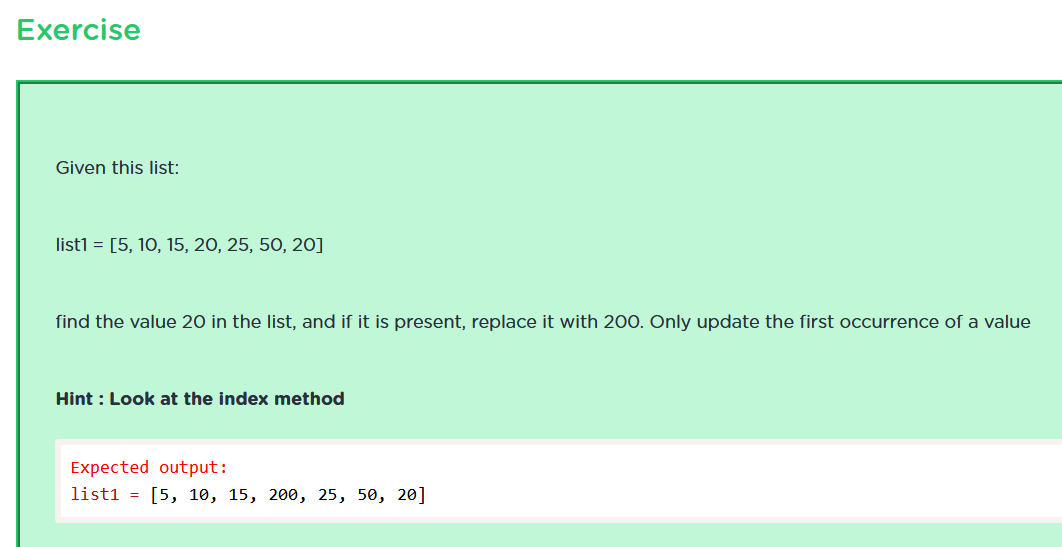 Exercise
Given this list:
list1 = [5, 10, 15, 20, 25, 50, 20]
find the value 20 in the list, and if it is present, replace it with 200. Only update the first occurrence of a value
Hint : Look at the index method
Expected output:
list1 = [5, 10, 15, 200, 25, 50, 20]